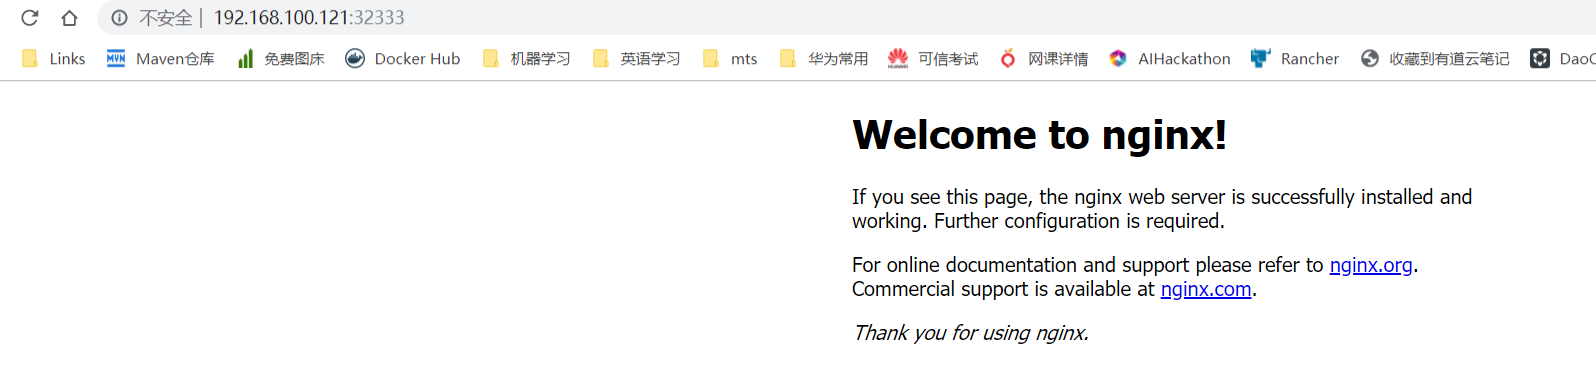 不安全 | 192.168.100.121:32333
Links Maven仓库 免费图床 Docker Hub 机器学习 英语学习 mts 华为常用 可信考试 网课详情 AIHackathon Rancher 收藏到有道云笔记 DaoC
Welcome to nginx!
If you see this page, the nginx web server is successfully installed and
working. Further configuration is required.
For online documentation and support please refer to nginx.org.
Commercial support is available at nginx.com.
Thank you for using nginx.